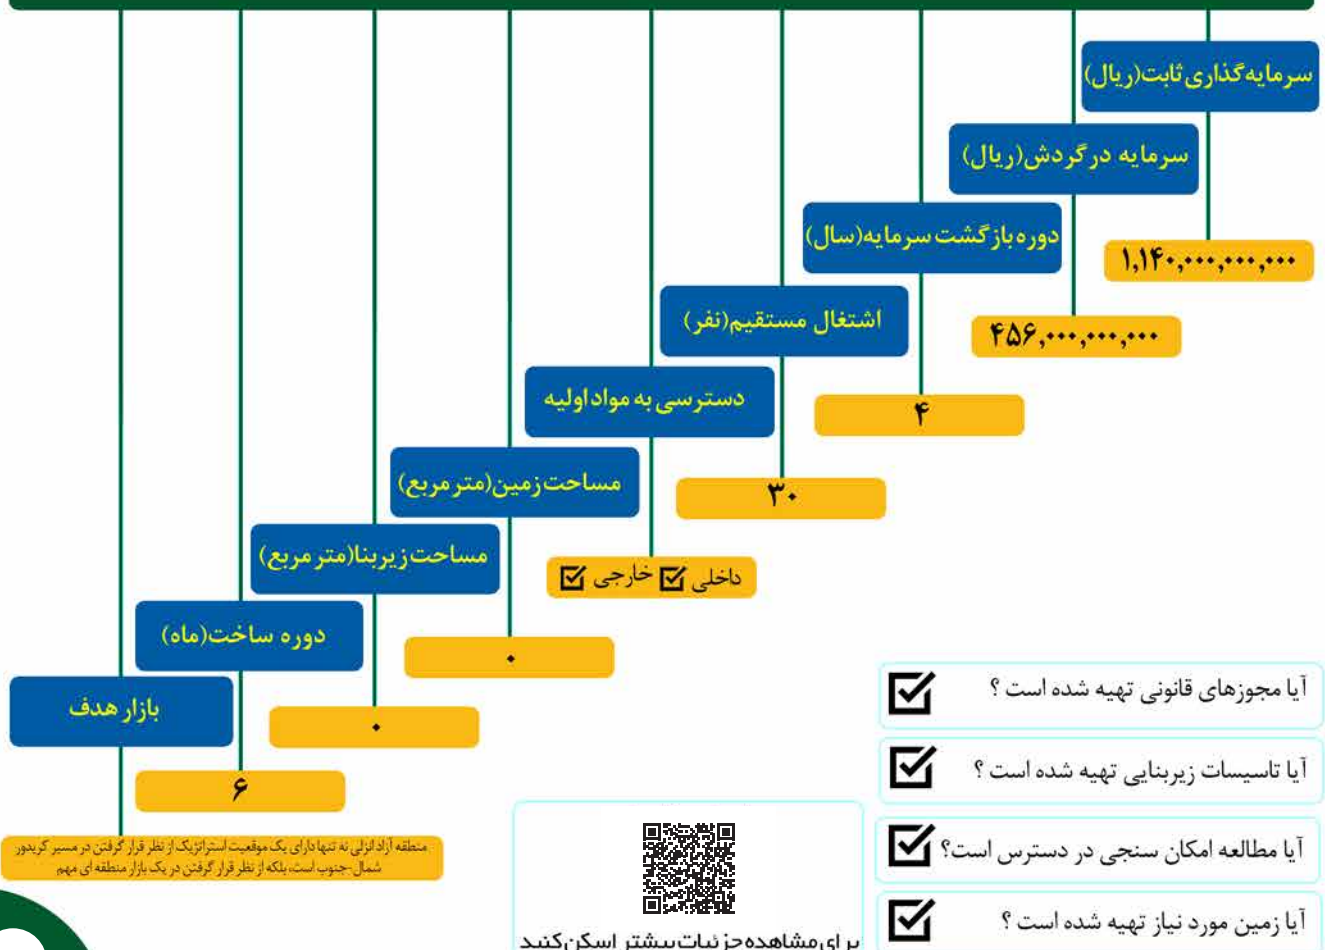 سرمایه‌گذاری ثابت(ریال)
۱,۱۴۰,۰۰۰,۰۰۰,۰۰۰
سرمایه در گردش(ریال)
۴۵۶,۰۰۰,۰۰۰,۰۰۰
دوره بازگشت سرمایه(سال)
۴
اشتغال مستقیم(نفر)
۳۰
دسترسی به مواد اولیه
داخلی ☑ خارجی ☑
مساحت زمین(متر مربع)
۰
مساحت زیربنا(متر مربع)
۰
دوره ساخت(ماه)
۶
بازار هدف
منطقه آزاد انزلی نه تنها دارای یک موقعیت استراتژیک از نظر قرار گرفتن در مسیر کریدور
شمال-جنوب است، بلکه از نظر قرار گرفتن در یک بازار منطقه ای مهم
آیا مجوزهای قانونی تهیه شده است ؟ ☑
آیا تاسیسات زیربنایی تهیه شده است ؟ ☑
آیا مطالعه امکان سنجی در دسترس است؟ ☑
آیا زمین مورد نیاز تهیه شده است ؟ ☑
برای مشاهده جزئیات بیشتر اسکن کنید